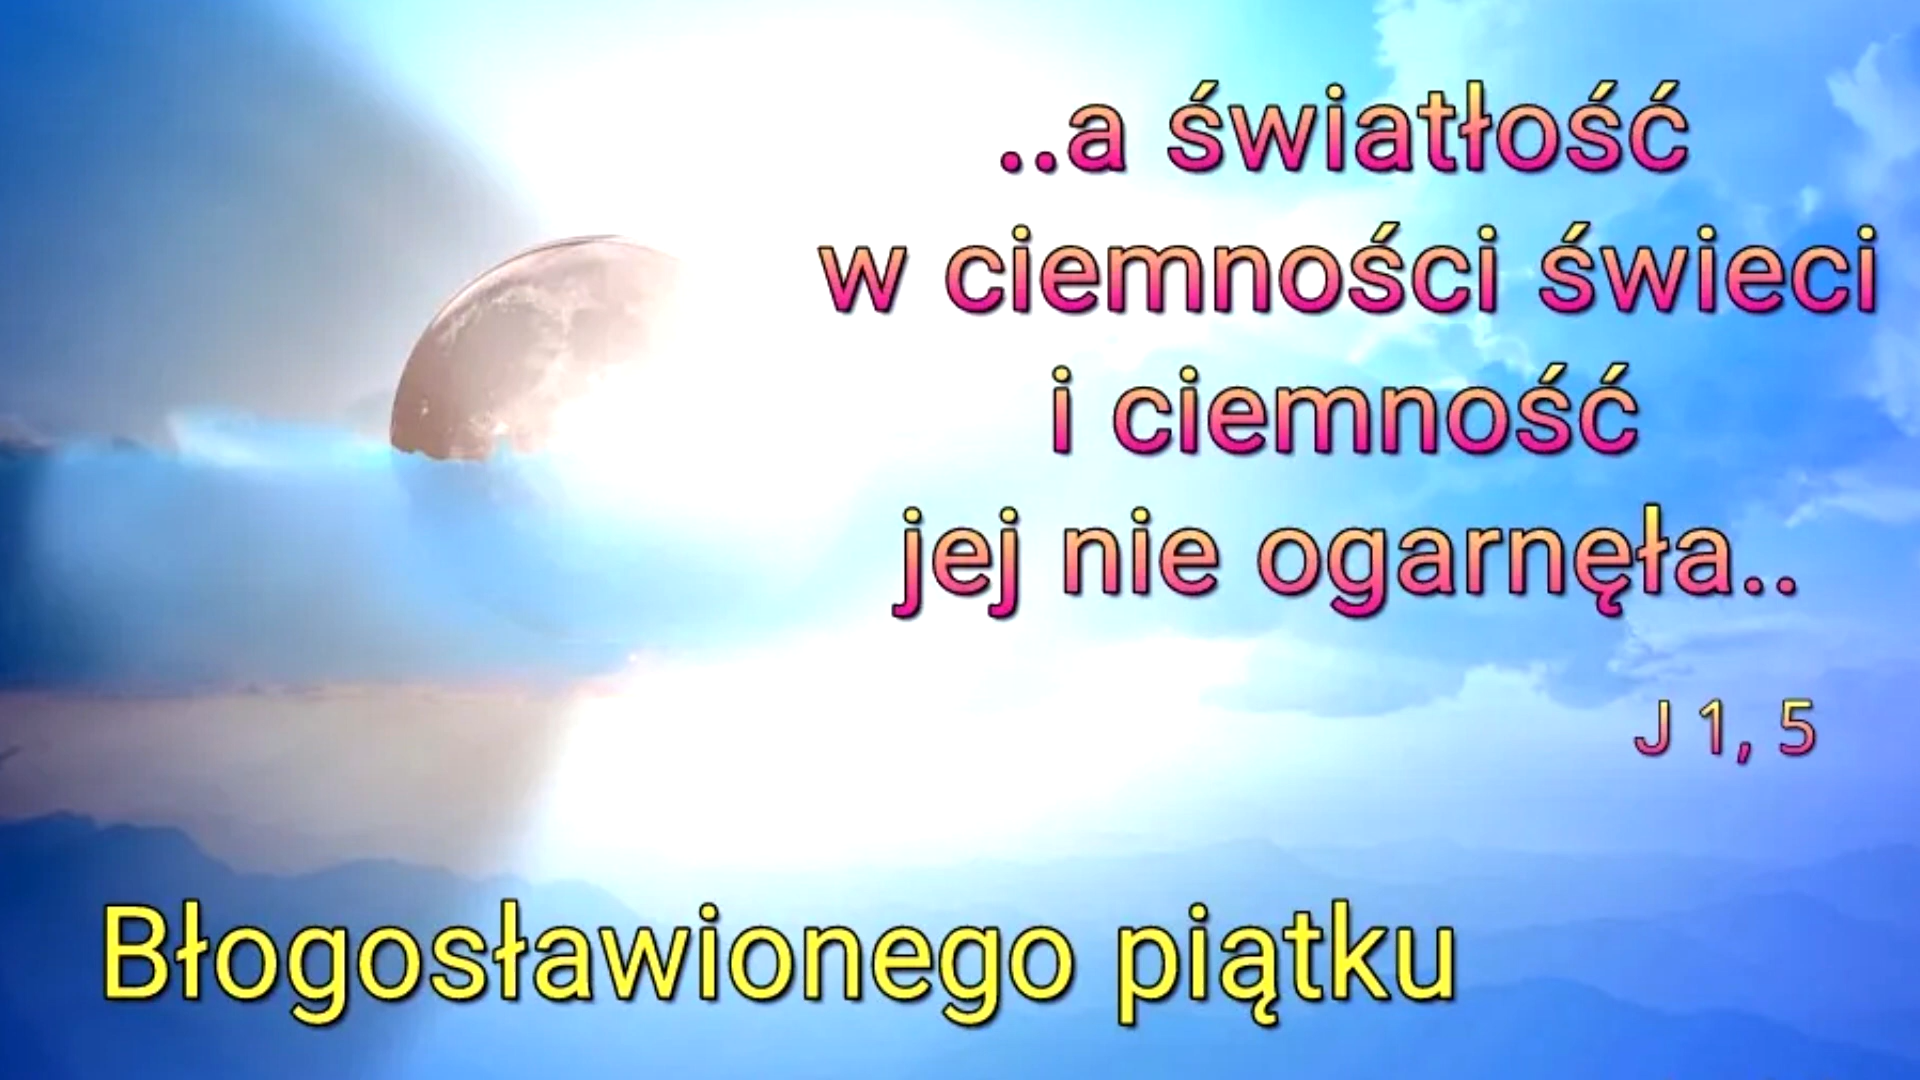 ..a światłość
w ciemności świeci
i ciemność
jej nie ogarnęła..
J 1, 5
Błogosławionego piątku